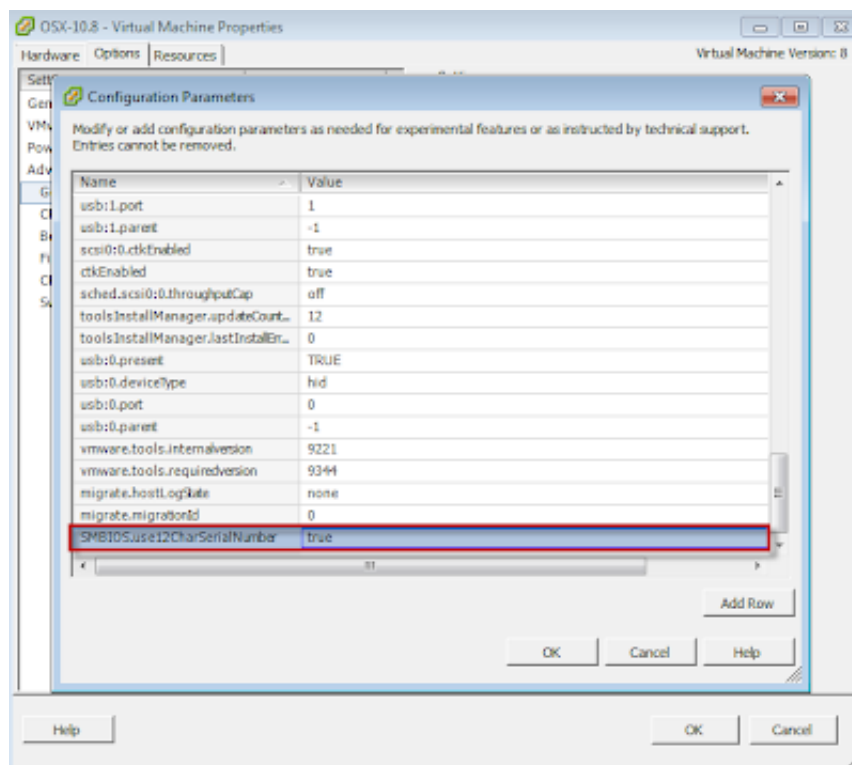 OSX-10.8 - Virtual Machine Properties
Hardware Options Resources Virtual Machine Version: 8
Configuration Parameters
Modify or add configuration parameters as needed for experimental features or as instructed by technical support.
Entries cannot be removed.
Name Value
usb:1.port 1
usb:1.parent -1
scsi0:0.ctkEnabled true
ctkEnabled true
sched.scsi0:0.throughputCap off
toolsInstallManager.updateCount... 12
toolsInstallManager.lastInstallErr... 0
usb:0.present TRUE
usb:0.deviceType hid
usb:0.port 0
usb:0.parent -1
vmware.tools.internalversion 9221
vmware.tools.requiredversion 9344
migrate.hostLogState none
migrate.migrationId 0
SMBIOS.use12CharSerialNumber true
Add Row
OK Cancel Help
Help OK Cancel